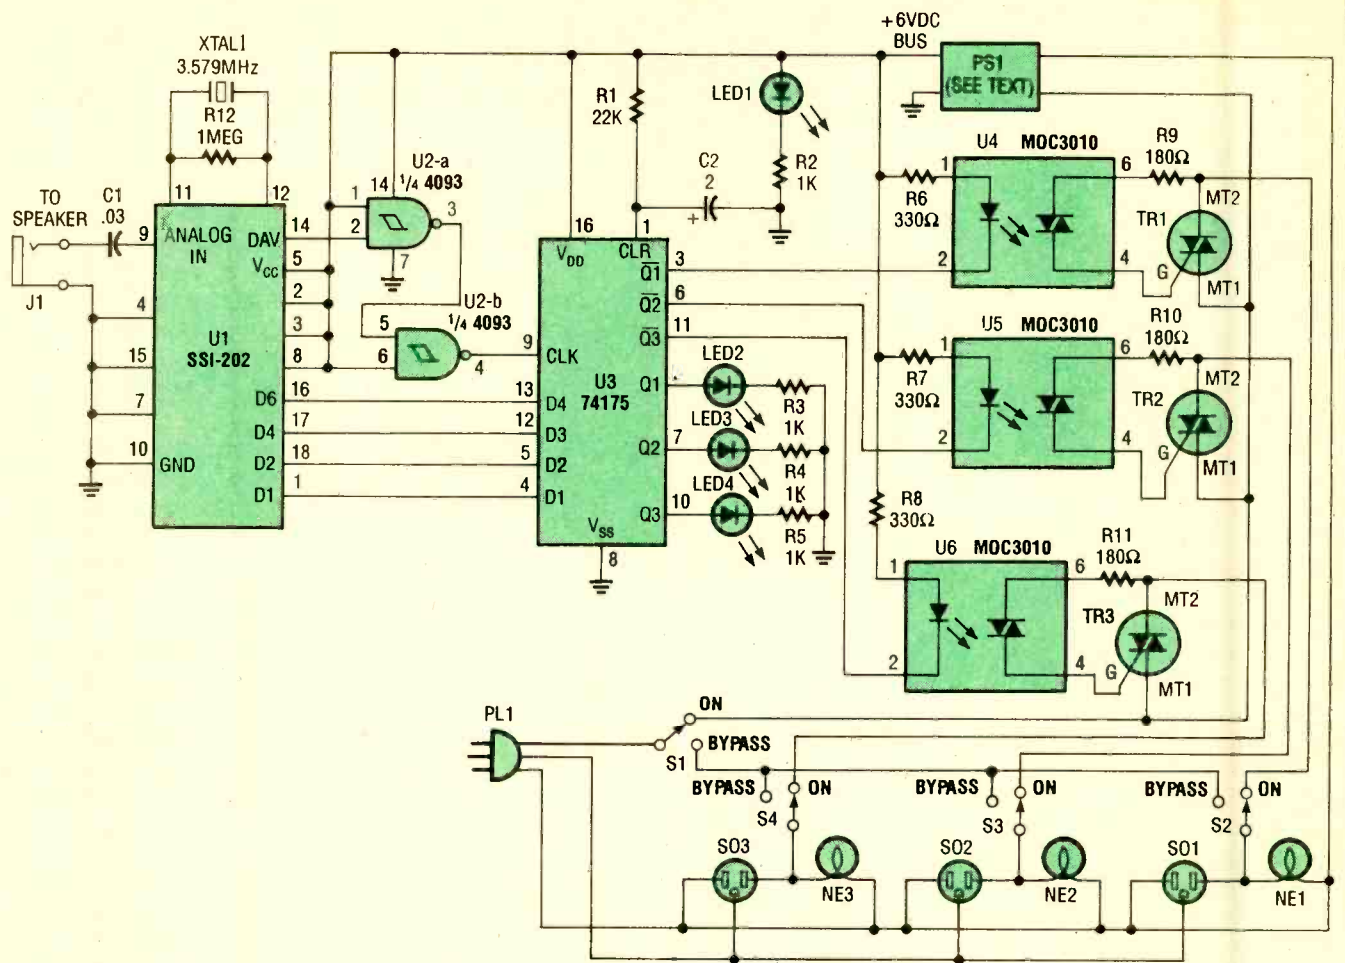 XTAL1
3.579MHz
R12
1MEG
11
12
TO
SPEAKER
C1
.03
J1
9
ANALOG
IN
4
15
7
10
GND
U1
SSI-202
DAV
14
VCC
5
2
3
8
D6
16
D4
17
D2
18
D1
1
U2-a
1/4 4093
1
2
14
3
7
U2-b
1/4 4093
5
6
4
R1
22K
C2
2
+
LED1
R2
1K
+6VDC
BUS
PS1
(SEE TEXT)
16
VDD
1
CLR
Q1
3
Q2
6
Q3
11
9
CLK
U3
74175
13
D4
12
D3
5
D2
4
D1
VSS
8
Q1
Q2
7
Q3
10
LED2
R3
1K
LED3
R4
1K
LED4
R5
1K
R6
330Ω
U4
MOC3010
1
2
6
4
R9
180Ω
MT2
TR1
G
MT1
R7
330Ω
U5
MOC3010
1
2
6
4
R10
180Ω
MT2
TR2
G
MT1
R8
330Ω
U6
MOC3010
1
2
6
4
R11
180Ω
MT2
TR3
G
MT1
PL1
ON
BYPASS
S1
BYPASS
ON
S4
BYPASS
ON
S3
BYPASS
ON
S2
SO3
NE3
SO2
NE2
SO1
NE1